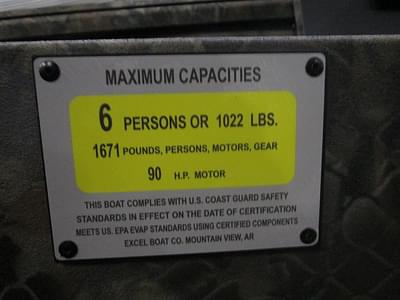 MAXIMUM CAPACITIES
6 PERSONS OR 1022 LBS.
1671 POUNDS, PERSONS, MOTORS, GEAR
90 H.P. MOTOR
THIS BOAT COMPLIES WITH U.S. COAST GUARD SAFETY
STANDARDS IN EFFECT ON THE DATE OF CERTIFICATION
MEETS US. EPA EVAP STANDARDS USING CERTIFIED COMPONENTS
EXCEL BOAT CO. MOUNTAIN VIEW, AR